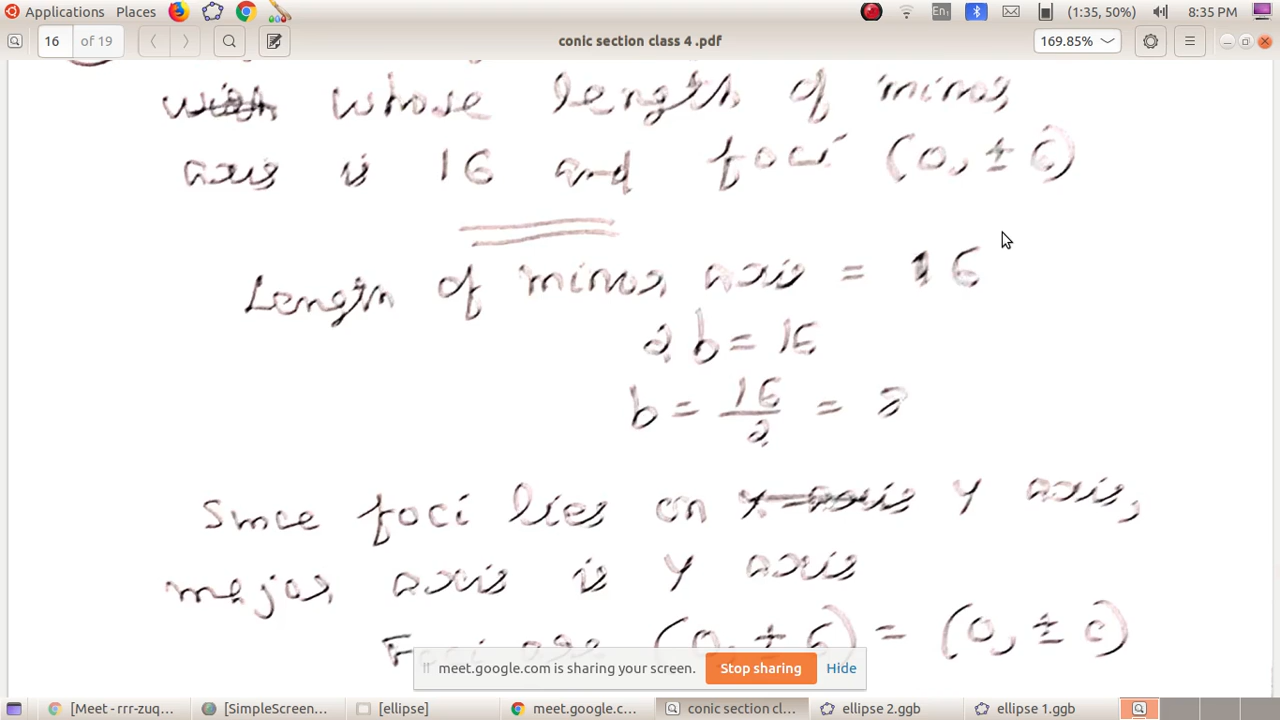 Applications Places En₁ (1:35, 50%) 8:35 PM
16 of 19 conic section class 4 .pdf 169.85%
whose length of minor
axis is 16 and foci (0, ± 6)
Length of minor axis = 16
2b = 16
b = 16/2 = 8
Since foci lies on Y axis,
major axis is Y axis
Foci are (0, ± 6) = (0, ± c)
meet.google.com is sharing your screen. Stop sharing Hide
[Meet - rrr-zuq... [SimpleScreen... [ellipse] meet.google.c... conic section cl... ellipse 2.ggb ellipse 1.ggb